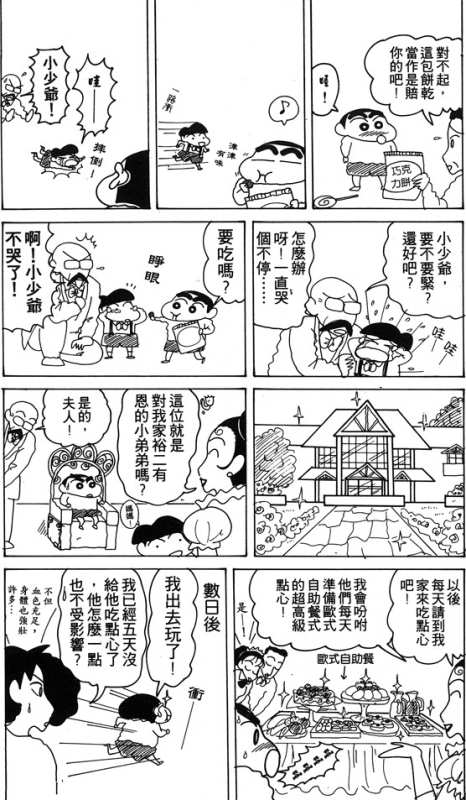 對不起，
這包餅乾
當作是賠
你的吧！
哇！
巧克
力餅
♪
津津
有味
一路衝
哇——
摔倒！
小少爺！
小少爺，
要不要緊？
還好吧？
哇哇
怎麼辦
呀！一直哭
個不停……
要吃嗎？
睜眼
啊！小少爺
不哭了！
這位就是
對我家裕二有
恩的小弟弟嗎？
是的，
夫人！
以後
每天請到我
家來吃點心
吧！
我會吩咐
他們每天
準備歐式
自助餐式
的超高級
點心！
歐式自助餐
是！
數日後
我出去玩了！
衝——
我已經五天沒
給他吃點心了
，他怎麼一點
也不受影響？
不但
血色充足，
身體也強壯
許多…